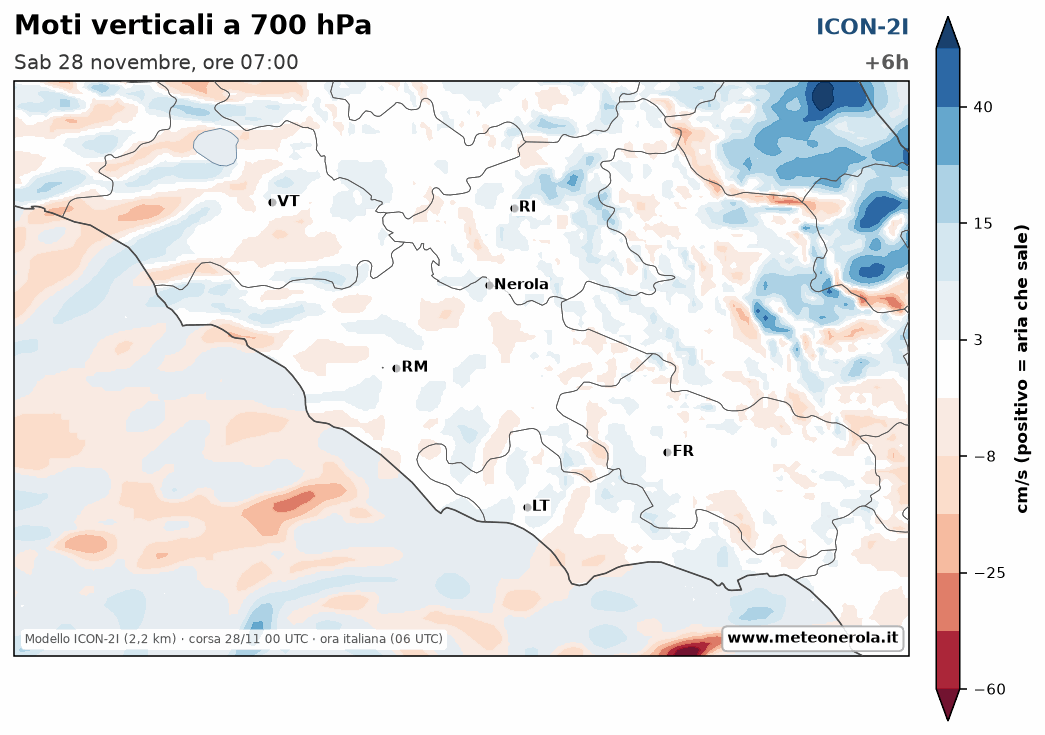 Moti verticali a 700 hPa
ICON-2I
Sab 28 novembre, ore 07:00
+6h
40
15
3
−8
−25
−60
cm/s (positivo = aria che sale)
VT
RI
Nerola
RM
FR
LT
Modello ICON-2I (2,2 km) · corsa 28/11 00 UTC · ora italiana (06 UTC)
www.meteonerola.it